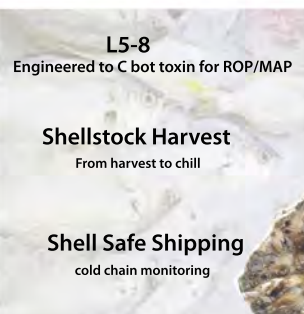 L5-8
Engineered to C bot toxin for ROP/MAP
Shellstock Harvest
From harvest to chill
Shell Safe Shipping
cold chain monitoring